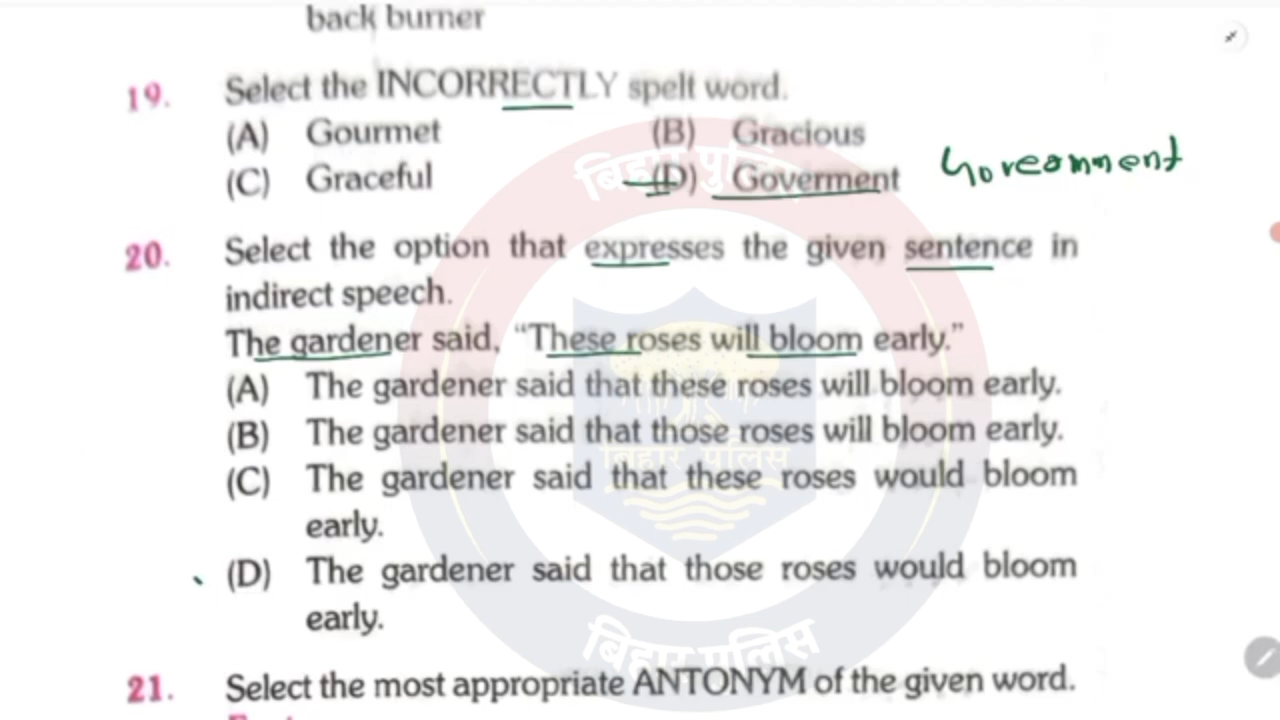 back burner
19. Select the INCORRECTLY spelt word.
(A) Gourmet (B) Gracious
(C) Graceful (D) Goverment
20. Select the option that expresses the given sentence in
indirect speech.
The gardener said, “These roses will bloom early.”
(A) The gardener said that these roses will bloom early.
(B) The gardener said that those roses will bloom early.
(C) The gardener said that these roses would bloom
early.
(D) The gardener said that those roses would bloom
early.
21. Select the most appropriate ANTONYM of the given word.
बिहार पुलिस
बिहार पुलिस
बिहार पुलिस